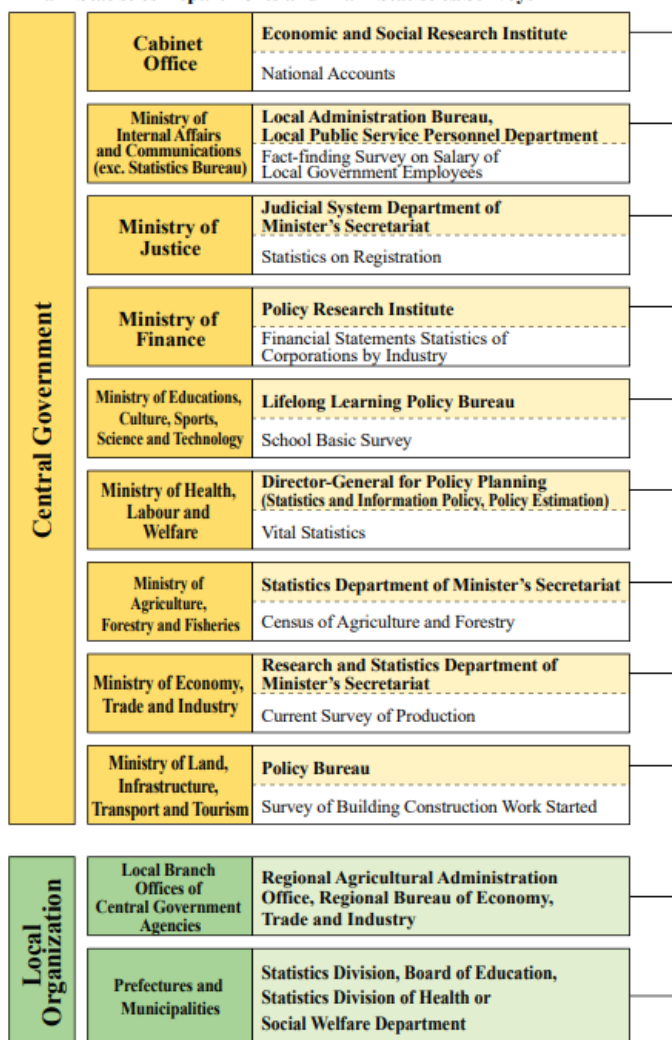 Central Government
Cabinet
Office
Economic and Social Research Institute
National Accounts
Ministry of
Internal Affairs
and Communications
(exc. Statistics Bureau)
Local Administration Bureau,
Local Public Service Personnel Department
Fact-finding Survey on Salary of
Local Government Employees
Ministry of
Justice
Judicial System Department of
Minister’s Secretariat
Statistics on Registration
Ministry of
Finance
Policy Research Institute
Financial Statements Statistics of
Corporations by Industry
Ministry of Educations,
Culture, Sports,
Science and Technology
Lifelong Learning Policy Bureau
School Basic Survey
Ministry of Health,
Labour and
Welfare
Director-General for Policy Planning
(Statistics and Information Policy, Policy Estimation)
Vital Statistics
Ministry of
Agriculture,
Forestry and Fisheries
Statistics Department of Minister’s Secretariat
Census of Agriculture and Forestry
Ministry of Economy,
Trade and Industry
Research and Statistics Department of
Minister’s Secretariat
Current Survey of Production
Ministry of Land,
Infrastructure,
Transport and Tourism
Policy Bureau
Survey of Building Construction Work Started
Local
Organization
Local Branch
Offices of
Central Government
Agencies
Regional Agricultural Administration
Office, Regional Bureau of Economy,
Trade and Industry
Prefectures and
Municipalities
Statistics Division, Board of Education,
Statistics Division of Health or
Social Welfare Department